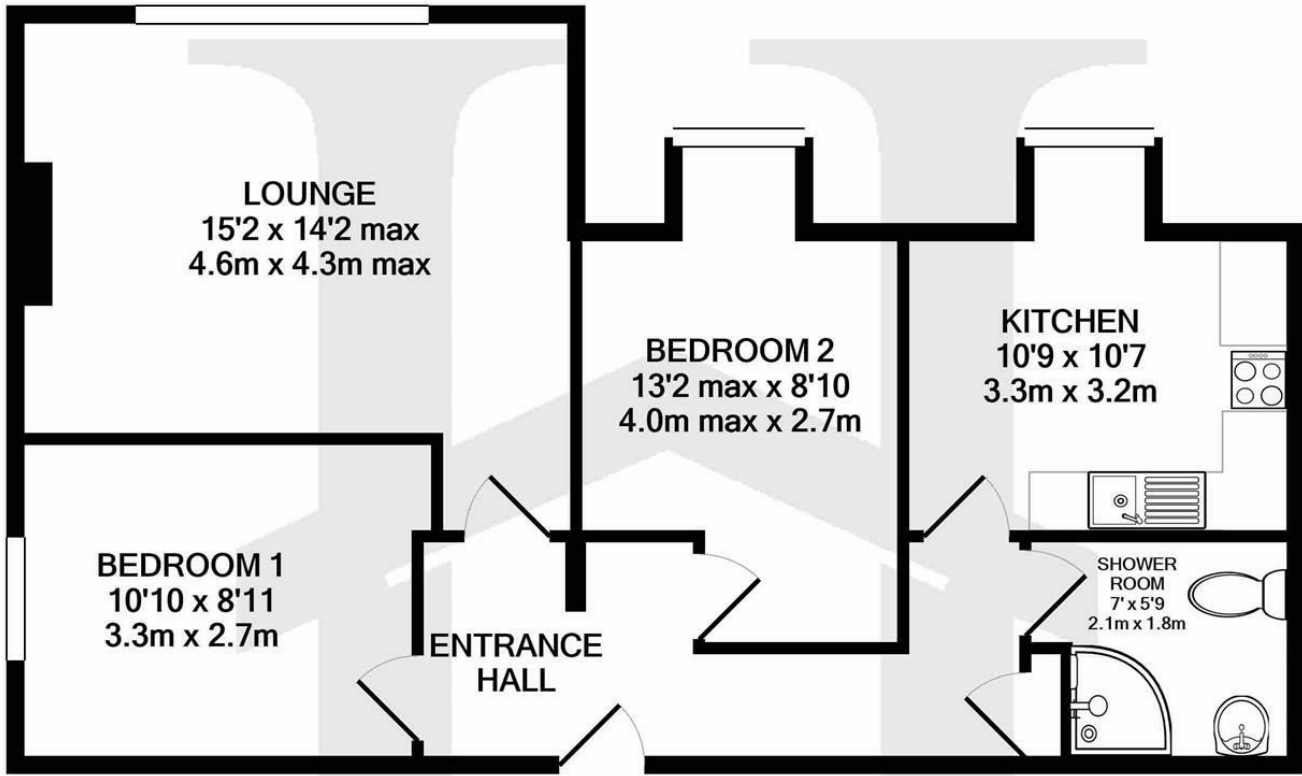 LOUNGE
15'2 x 14'2 max
4.6m x 4.3m max
BEDROOM 2
13'2 max x 8'10
4.0m max x 2.7m
KITCHEN
10'9 x 10'7
3.3m x 3.2m
BEDROOM 1
10'10 x 8'11
3.3m x 2.7m
ENTRANCE
HALL
SHOWER
ROOM
7' x 5'9
2.1m x 1.8m